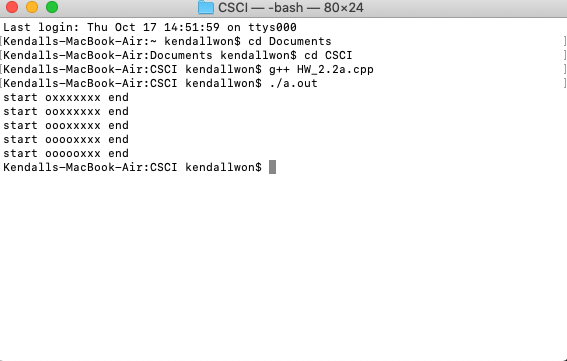 CSCI — -bash — 80×24
Last login: Thu Oct 17 14:51:59 on ttys000
[Kendalls-MacBook-Air:~ kendallwon$ cd Documents ]
[Kendalls-MacBook-Air:Documents kendallwon$ cd CSCI ]
[Kendalls-MacBook-Air:CSCI kendallwon$ g++ HW_2.2a.cpp ]
[Kendalls-MacBook-Air:CSCI kendallwon$ ./a.out ]
start oxxxxxxx end
start ooxxxxxx end
start oooxxxxx end
start ooooxxxx end
start oooooxxx end
Kendalls-MacBook-Air:CSCI kendallwon$